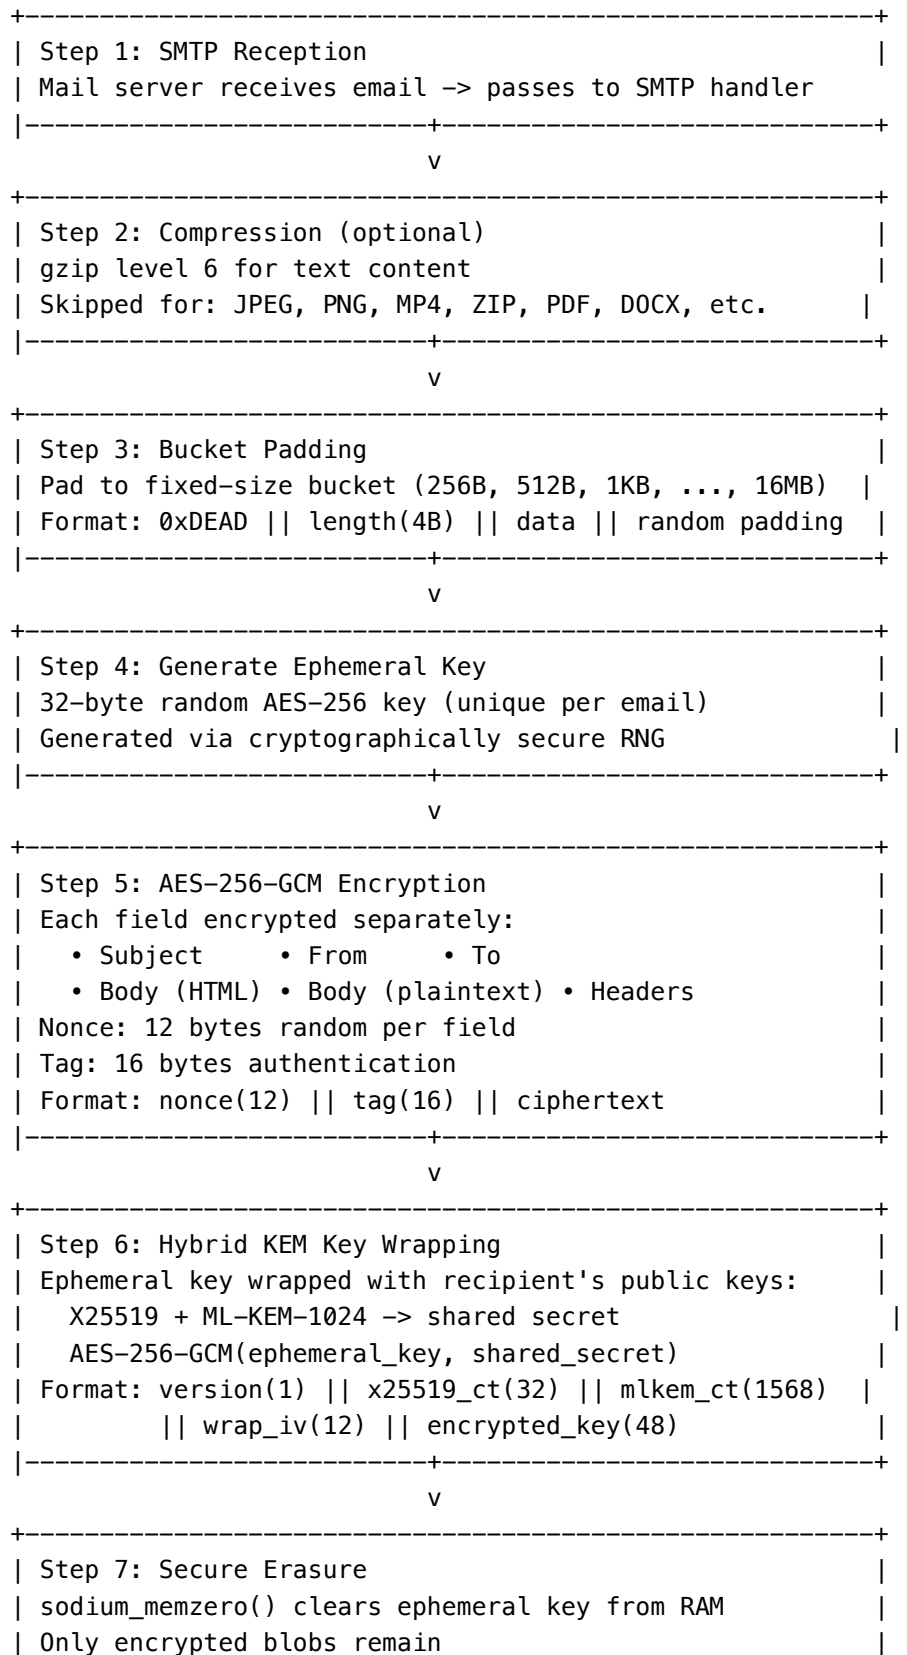 +---------------------------------------------------------+
| Step 1: SMTP Reception                                  |
| Mail server receives email -> passes to SMTP handler
|---------------------------+-----------------------------+
                            v
+---------------------------------------------------------+
| Step 2: Compression (optional)                          |
| gzip level 6 for text content                           |
| Skipped for: JPEG, PNG, MP4, ZIP, PDF, DOCX, etc.      |
|---------------------------+-----------------------------+
                            v
+---------------------------------------------------------+
| Step 3: Bucket Padding                                  |
| Pad to fixed-size bucket (256B, 512B, 1KB, ..., 16MB)  |
| Format: 0xDEAD || length(4B) || data || random padding  |
|---------------------------+-----------------------------+
                            v
+---------------------------------------------------------+
| Step 4: Generate Ephemeral Key                          |
| 32-byte random AES-256 key (unique per email)           |
| Generated via cryptographically secure RNG               |
|---------------------------+-----------------------------+
                            v
+---------------------------------------------------------+
| Step 5: AES-256-GCM Encryption                          |
| Each field encrypted separately:                        |
|   • Subject     • From     • To                         |
|   • Body (HTML) • Body (plaintext) • Headers            |
| Nonce: 12 bytes random per field                        |
| Tag: 16 bytes authentication                            |
| Format: nonce(12) || tag(16) || ciphertext              |
|---------------------------+-----------------------------+
                            v
+---------------------------------------------------------+
| Step 6: Hybrid KEM Key Wrapping                         |
| Ephemeral key wrapped with recipient's public keys:     |
|   X25519 + ML-KEM-1024 -> shared secret                  |
|   AES-256-GCM(ephemeral_key, shared_secret)             |
| Format: version(1) || x25519_ct(32) || mlkem_ct(1568)  |
|         || wrap_iv(12) || encrypted_key(48)             |
|---------------------------+-----------------------------+
                            v
+---------------------------------------------------------+
| Step 7: Secure Erasure                                  |
| sodium_memzero() clears ephemeral key from RAM          |
| Only encrypted blobs remain                             |